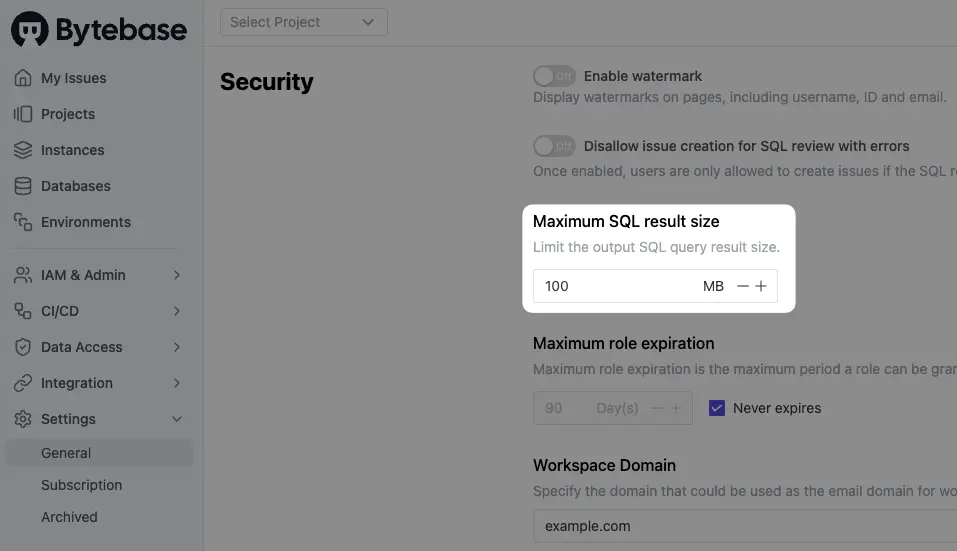 Bytebase
Select Project
My Issues
Projects
Instances
Databases
Environments
IAM & Admin
CI/CD
Data Access
Integration
Settings
General
Subscription
Archived
Security
Off Enable watermark
Display watermarks on pages, including username, ID and email.
Off Disallow issue creation for SQL review with errors
Once enabled, users are only allowed to create issues if the SQL
Maximum SQL result size
Limit the output SQL query result size.
100 MB
Maximum role expiration
Maximum role expiration is the maximum period a role can be
90 Day(s) Never expires
Workspace Domain
Specify the domain that could be used as the email domain for
example.com